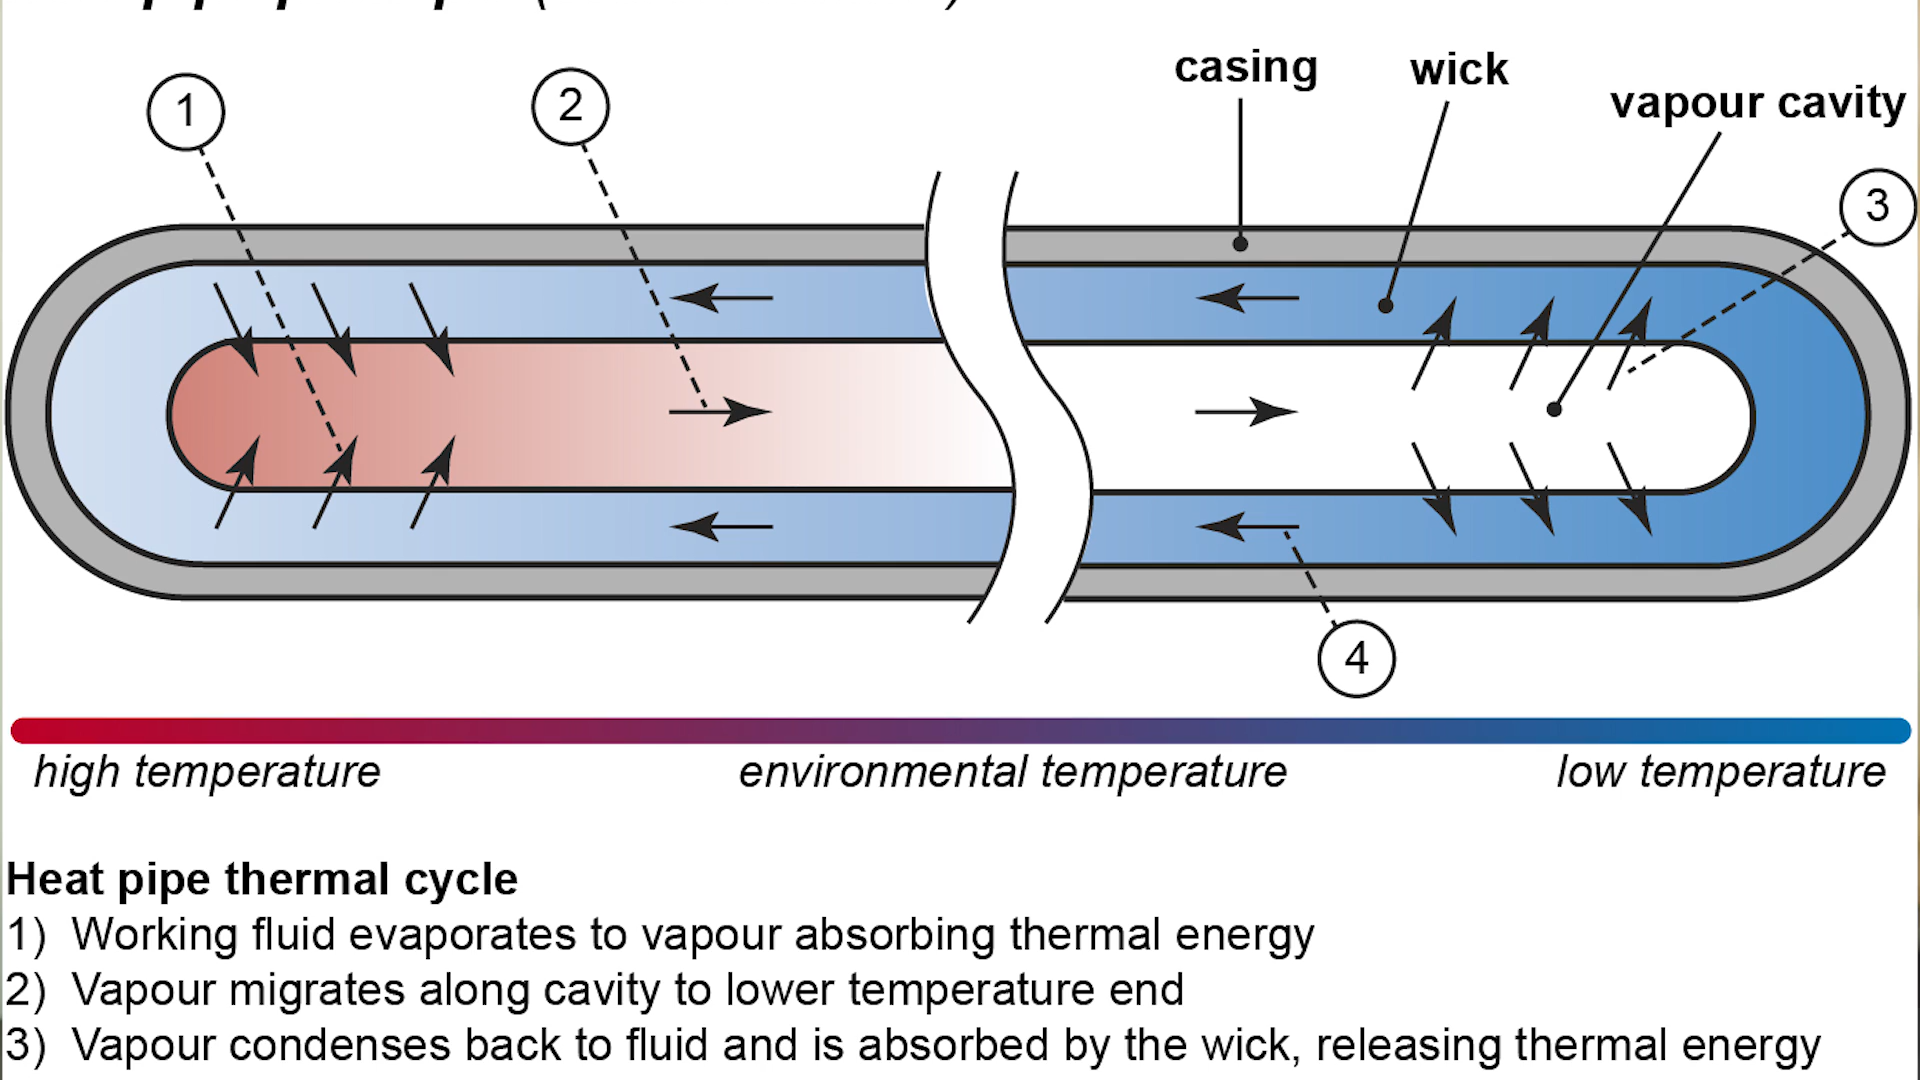 casing
wick
vapour cavity
1
2
3
4
high temperature
environmental temperature
low temperature
Heat pipe thermal cycle
1) Working fluid evaporates to vapour absorbing thermal energy
2) Vapour migrates along cavity to lower temperature end
3) Vapour condenses back to fluid and is absorbed by the wick, releasing thermal energy